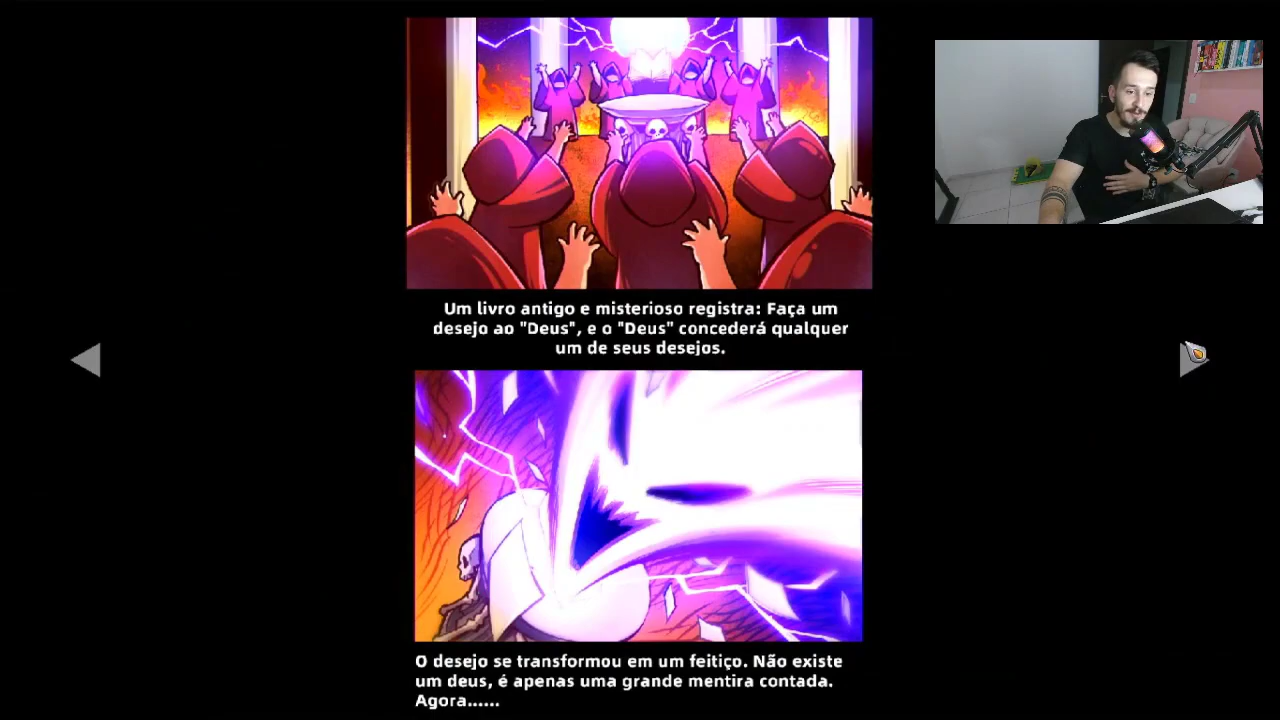 Um livro antigo e misterioso registra: Faça um
desejo ao "Deus", e o "Deus" concederá qualquer
um de seus desejos.
O desejo se transformou em um feitiço. Não existe
um deus, é apenas uma grande mentira contada.
Agora......